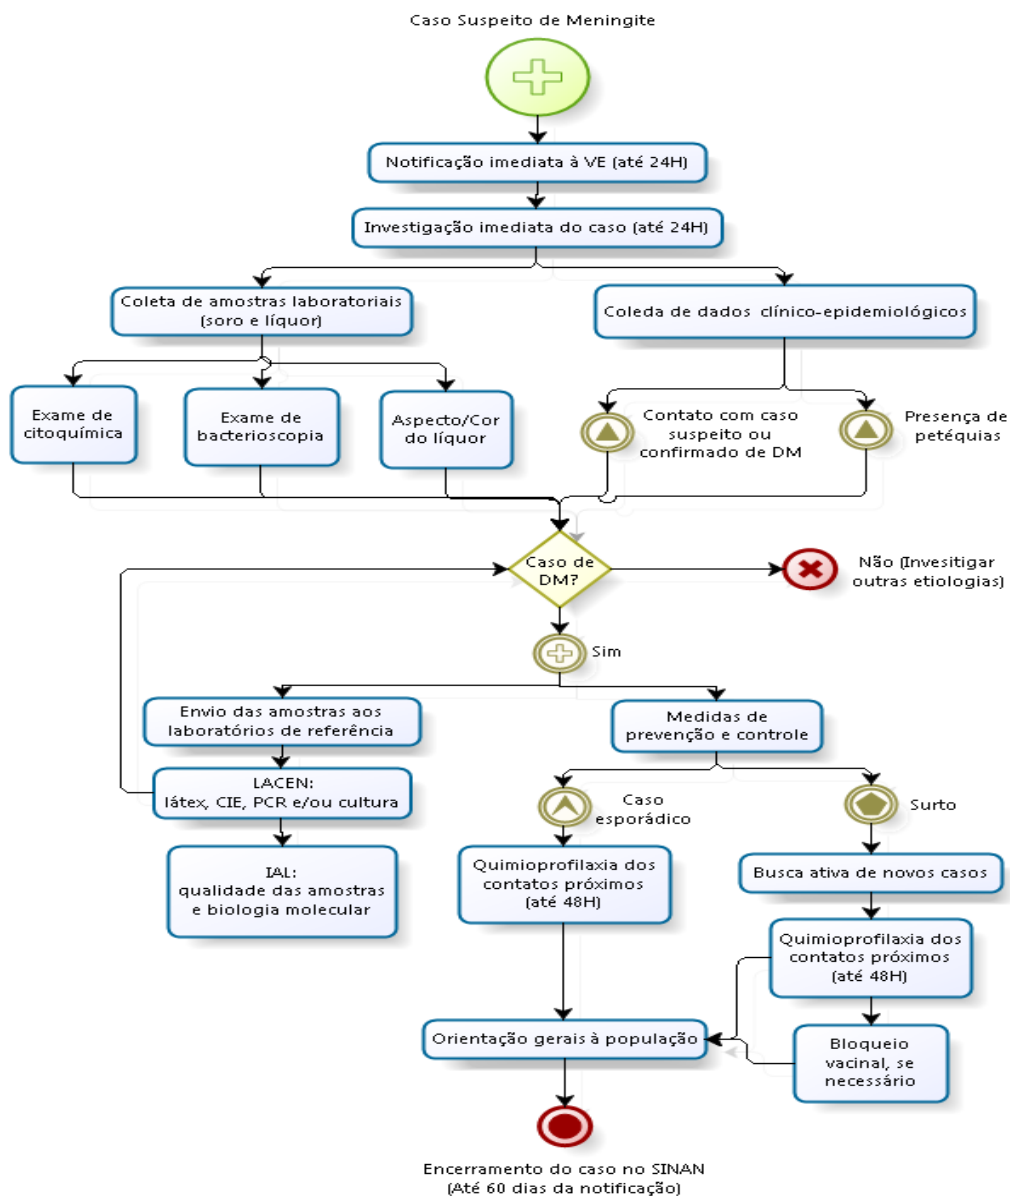 Caso Suspeito de Meningite
Notificação imediata à VE (até 24H)
Investigação imediata do caso (até 24H)
Coleta de amostras laboratoriais
(soro e líquor)
Coleda de dados clínico-epidemiológicos
Exame de
citoquímica
Exame de
bacterioscopia
Aspecto/Cor
do líquor
Contato com caso
suspeito ou
confirmado de DM
Presença de
petéquias
Caso de
DM?
Não (Invesitigar
outras etiologias)
Sim
Envio das amostras aos
laboratórios de referência
Medidas de
prevenção e controle
LACEN:
látex, CIE, PCR e/ou cultura
Caso
esporádico
Surto
IAL:
qualidade das amostras
e biologia molecular
Quimioprofilaxia dos
contatos próximos
(até 48H)
Busca ativa de novos casos
Quimioprofilaxia dos
contatos próximos
(até 48H)
Orientação gerais à população
Bloqueio
vacinal, se
necessário
Encerramento do caso no SINAN
(Até 60 dias da notificação)